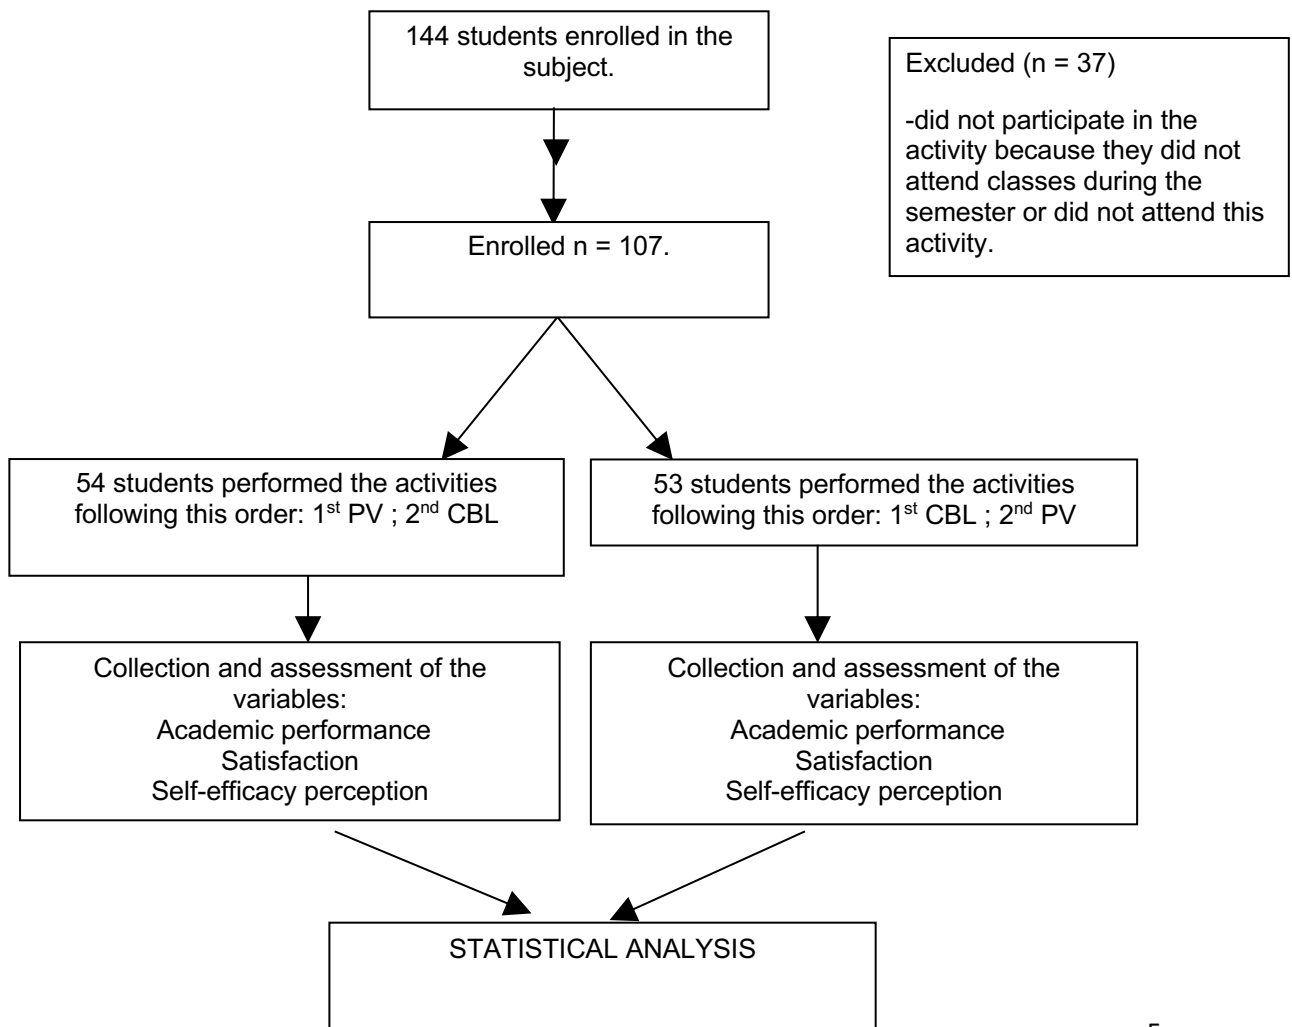 144 students enrolled in the
subject.
Excluded (n = 37)
-did not participate in the
activity because they did not
attend classes during the
semester or did not attend this
activity.
Enrolled n = 107.
54 students performed the activities
following this order: 1st PV ; 2nd CBL
53 students performed the activities
following this order: 1st CBL ; 2nd PV
Collection and assessment of the
variables:
Academic performance
Satisfaction
Self-efficacy perception
Collection and assessment of the
variables:
Academic performance
Satisfaction
Self-efficacy perception
STATISTICAL ANALYSIS